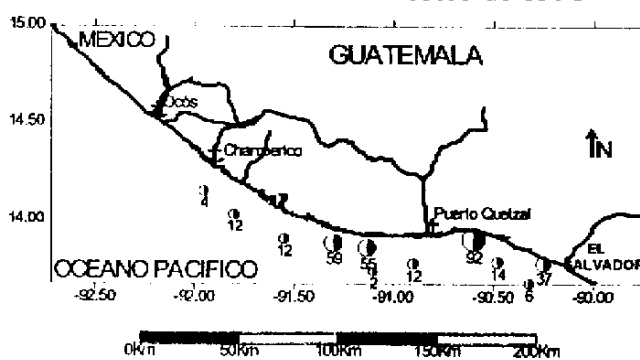 15.00
MEXICO
GUATEMALA
14.50
Ocós
Champerico
N
14.00
4
12
Puerto Quetzal
12
59
55
12
92
14
37
6
2
EL
SALVADOR
OCEANO PACIFICO
-92.50
-92.00
-91.50
-91.00
-90.50
-90.00
0Km
50Km
100Km
150Km
200Km